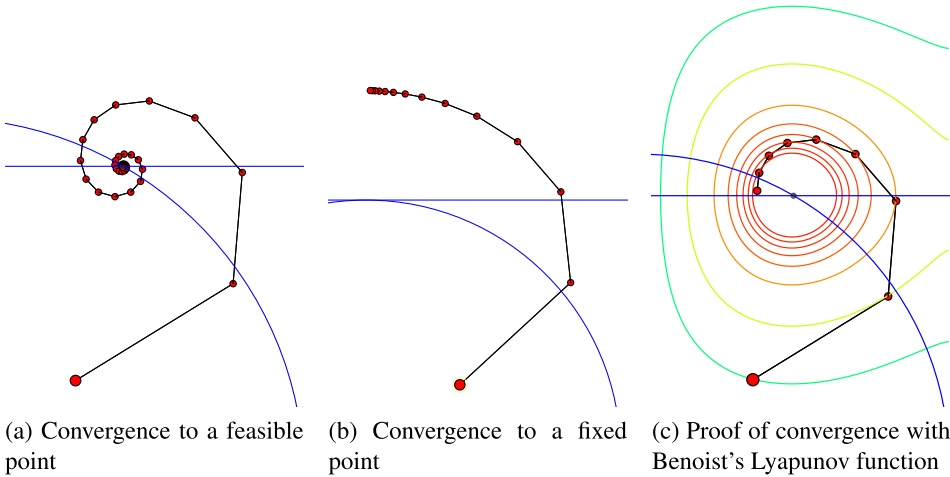 (a) Convergence to a feasible
point
(b) Convergence to a fixed
point
(c) Proof of convergence with
Benoist's Lyapunov function